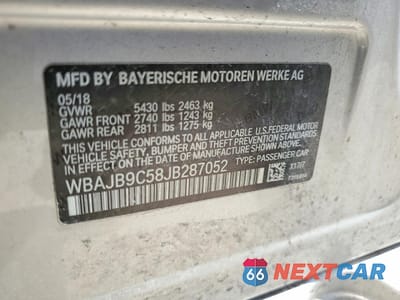 MFD BY BAYERISCHE MOTOREN WERKE AG
05/18
GVWR 5430 lbs 2463 kg
GAWR FRONT 2740 lbs 1243 kg
GAWR REAR 2811 lbs 1275 kg
THIS VEHICLE CONFORMS TO ALL APPLICABLE U.S. FEDERAL MOTOR
VEHICLE SAFETY, BUMPER AND THEFT PREVENTION STANDARDS
IN EFFECT ON THE DATE OF MANUFACTURE SHOWN ABOVE.
WBAJB9C58JB287052 TYPE: PASSENGER CAR
66 NEXTCAR